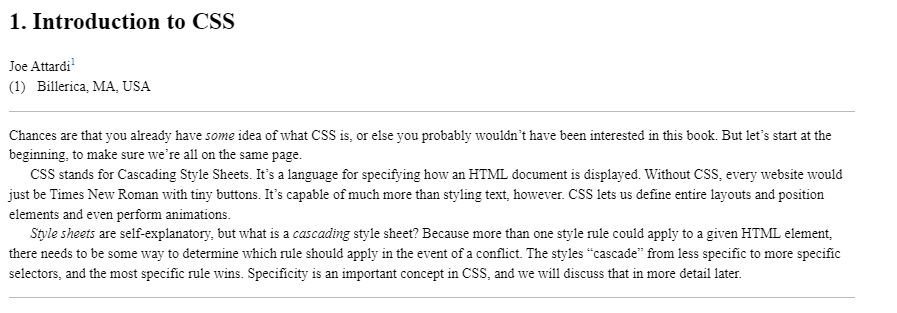 1. Introduction to CSS
Joe Attardi1
(1) Billerica, MA, USA
Chances are that you already have some idea of what CSS is, or else you probably wouldn’t have been interested in this book. But let’s start at the
beginning, to make sure we’re all on the same page.
CSS stands for Cascading Style Sheets. It’s a language for specifying how an HTML document is displayed. Without CSS, every website would
just be Times New Roman with tiny buttons. It’s capable of much more than styling text, however. CSS lets us define entire layouts and position
elements and even perform animations.
Style sheets are self-explanatory, but what is a cascading style sheet? Because more than one style rule could apply to a given HTML element,
there needs to be some way to determine which rule should apply in the event of a conflict. The styles “cascade” from less specific to more specific
selectors, and the most specific rule wins. Specificity is an important concept in CSS, and we will discuss that in more detail later.